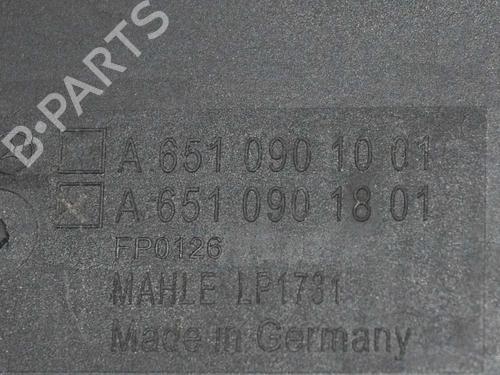 B·PARTS
A 651 090 10 01
A 651 090 18 01
FP0126
MAHLE LP1731
Made in Germany